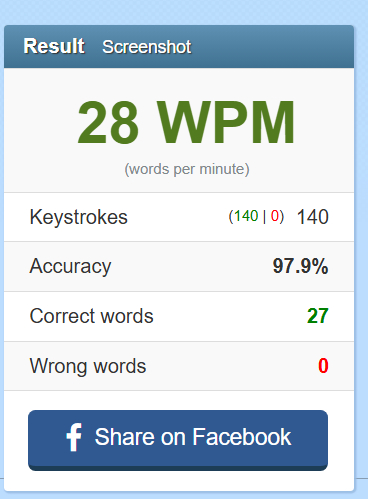 Result Screenshot
28 WPM
(words per minute)
Keystrokes (140 | 0) 140
Accuracy 97.9%
Correct words 27
Wrong words 0
f Share on Facebook